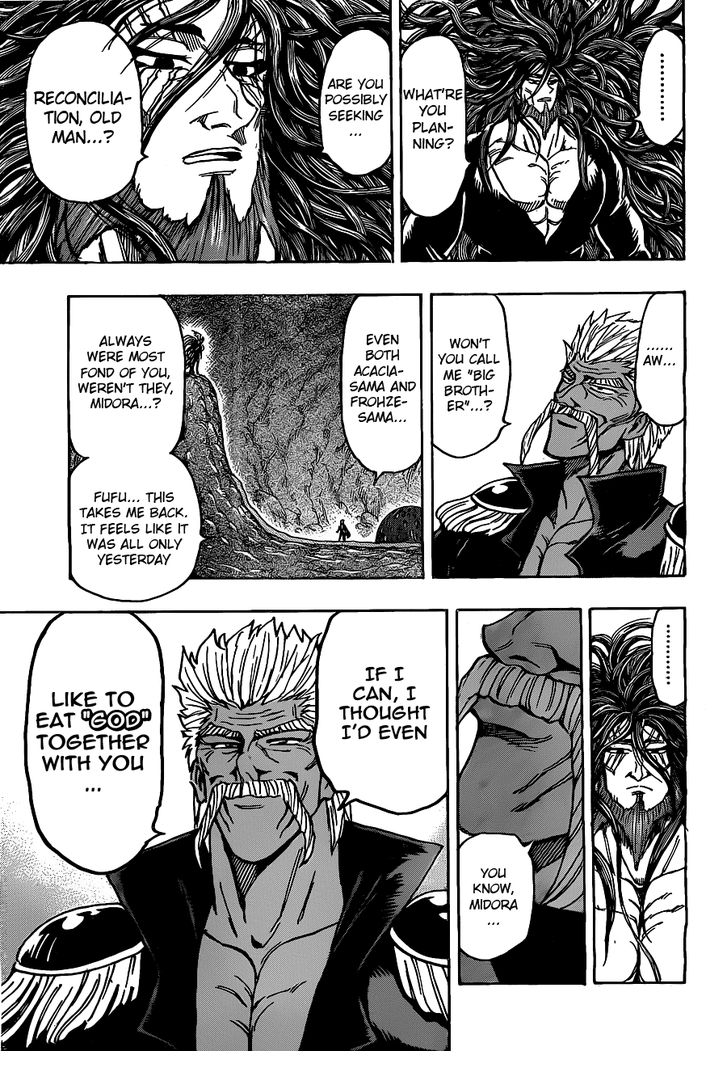 .........
WHAT'RE
YOU
PLAN-
NING?
ARE YOU
POSSIBLY
SEEKING
...
RECONCILIA-
TION, OLD
MAN...?
......
AW...
WON'T
YOU CALL
ME "BIG
BROTH-
ER"...?
EVEN
BOTH
ACACIA-
SAMA AND
FROHZE-
SAMA...
ALWAYS
WERE MOST
FOND OF YOU,
WEREN'T THEY,
MIDORA...?
FUFU... THIS
TAKES ME BACK.
IT FEELS LIKE IT
WAS ALL ONLY
YESTERDAY
.........
YOU
KNOW,
MIDORA
...
IF I
CAN, I
THOUGHT
I'D EVEN
LIKE TO
EAT "GOD"
TOGETHER
WITH YOU
...